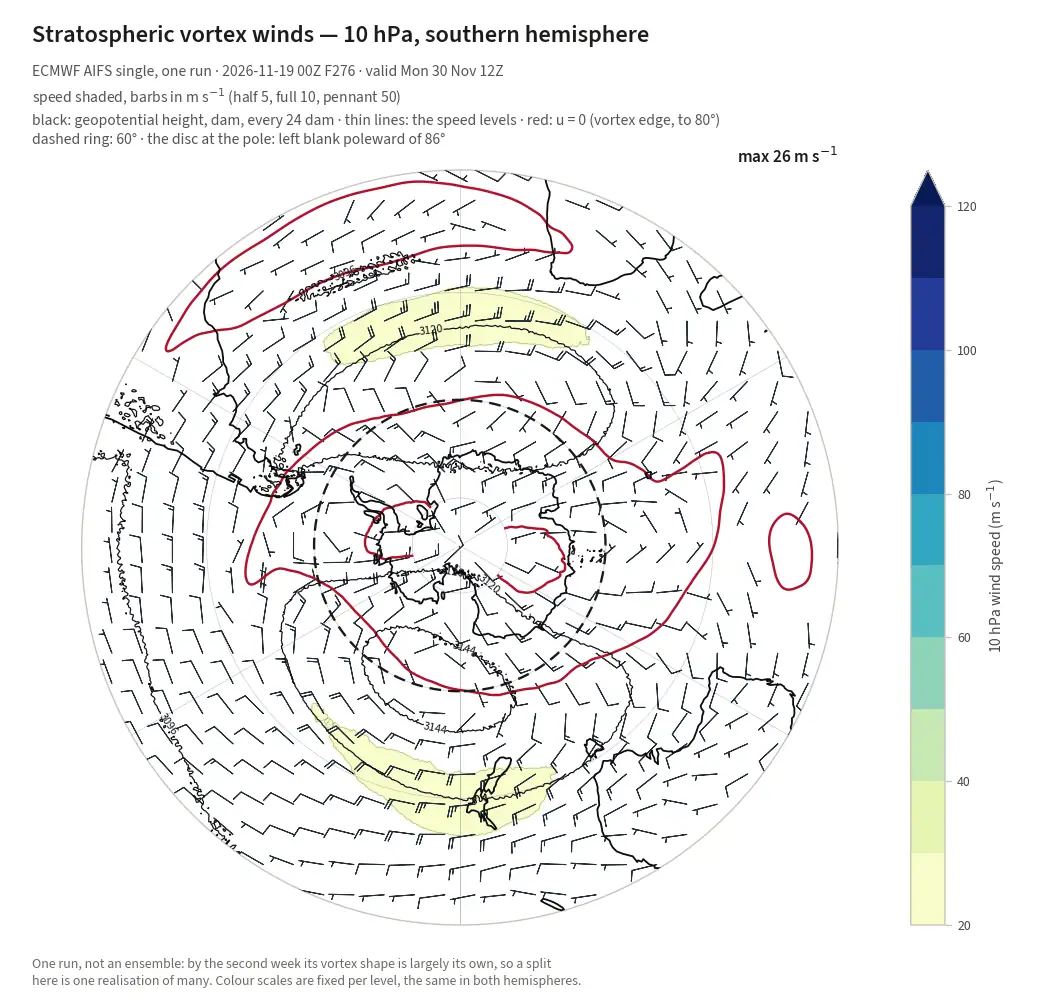 Stratospheric vortex winds — 10 hPa, southern hemisphere
ECMWF AIFS single, one run · 2026-11-19 00Z F276 · valid Mon 30 Nov 12Z
speed shaded, barbs in m s⁻¹ (half 5, full 10, pennant 50)
black: geopotential height, dam, every 24 dam · thin lines: the speed levels · red: u = 0 (vortex edge, to 80°)
dashed ring: 60° · the disc at the pole: left blank poleward of 86°
max 26 m s⁻¹
120
100
80
60
40
20
10 hPa wind speed (m s⁻¹)
3096
3120
3120
3144
3144
3096
One run, not an ensemble: by the second week its vortex shape is largely its own, so a split
here is one realisation of many. Colour scales are fixed per level, the same in both hemispheres.